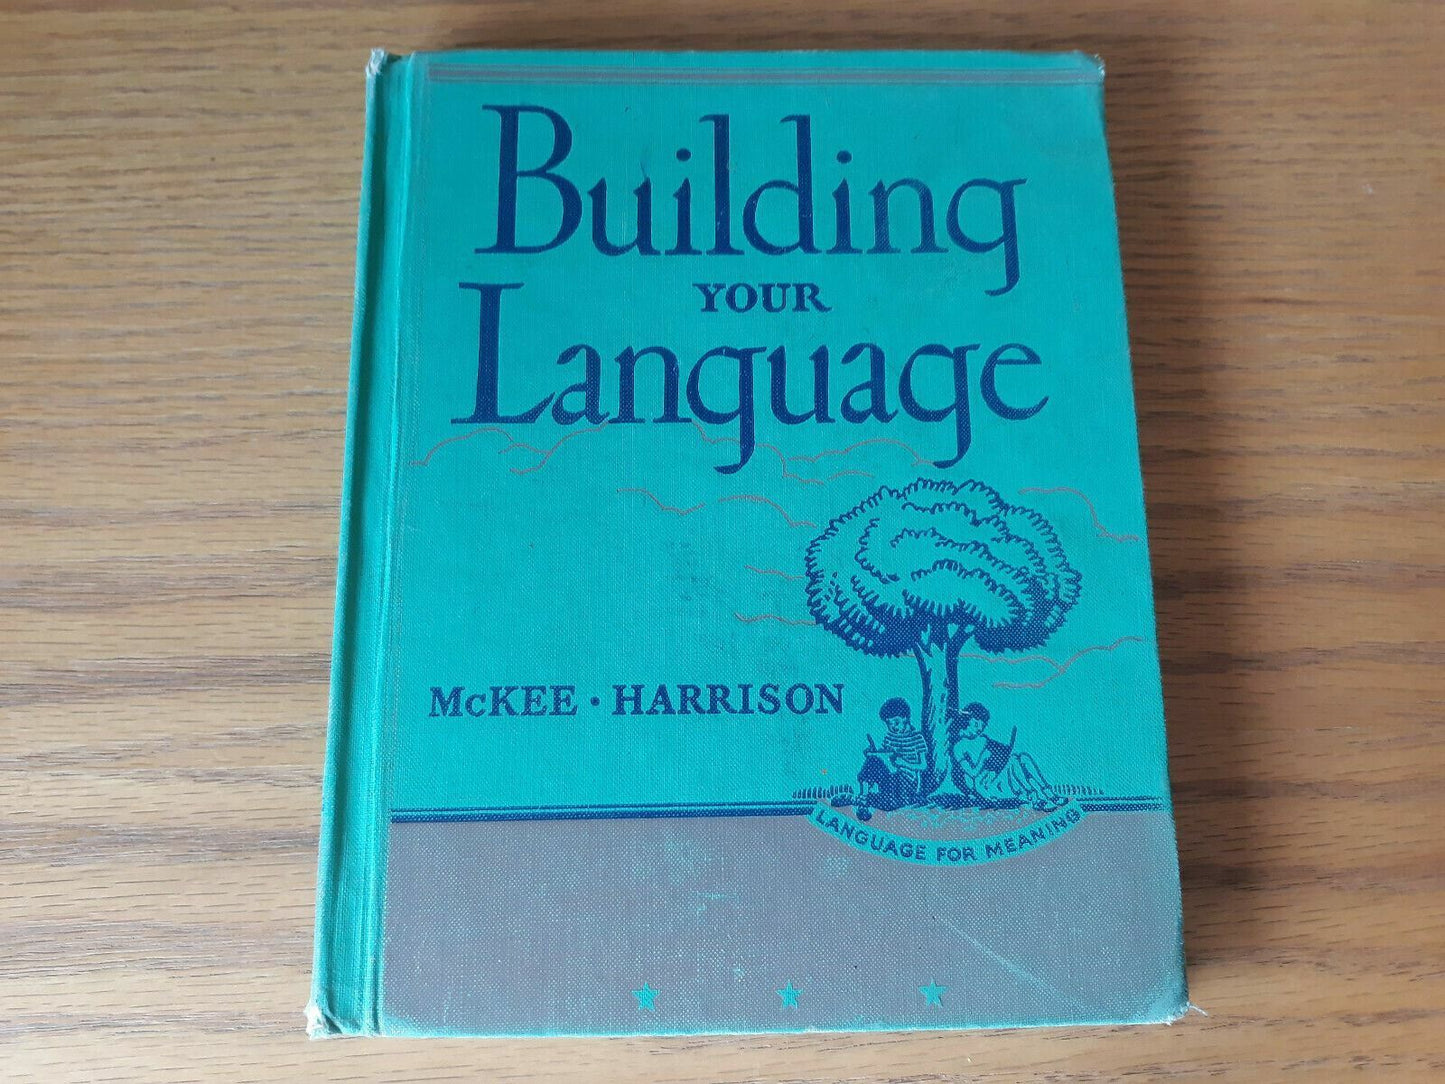 Building
YOUR
Language
McKEE · HARRISON
LANGUAGE FOR MEANING